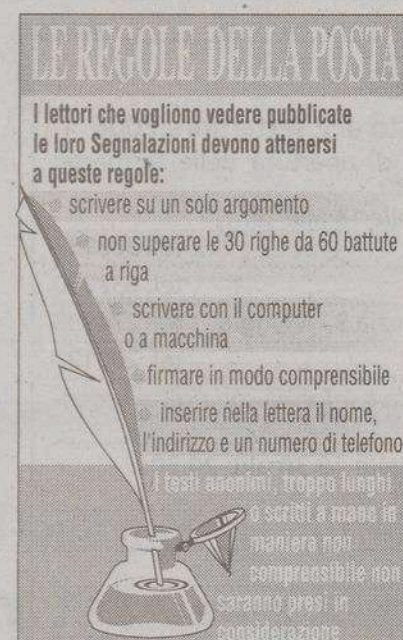 LE REGOLE DELLA POSTA
I lettori che vogliono vedere pubblicate
le loro Segnalazioni devono attenersi
a queste regole:
scrivere su un solo argomento
non superare le 30 righe da 60 battute
a riga
scrivere con il computer
o a macchina
firmare in modo comprensibile
inserire nella lettera il nome,
l'indirizzo e un numero di telefono
I testi anonimi, troppo lunghi
o scritti a mano in
maniera non
comprensibile non
saranno presi in
considerazione